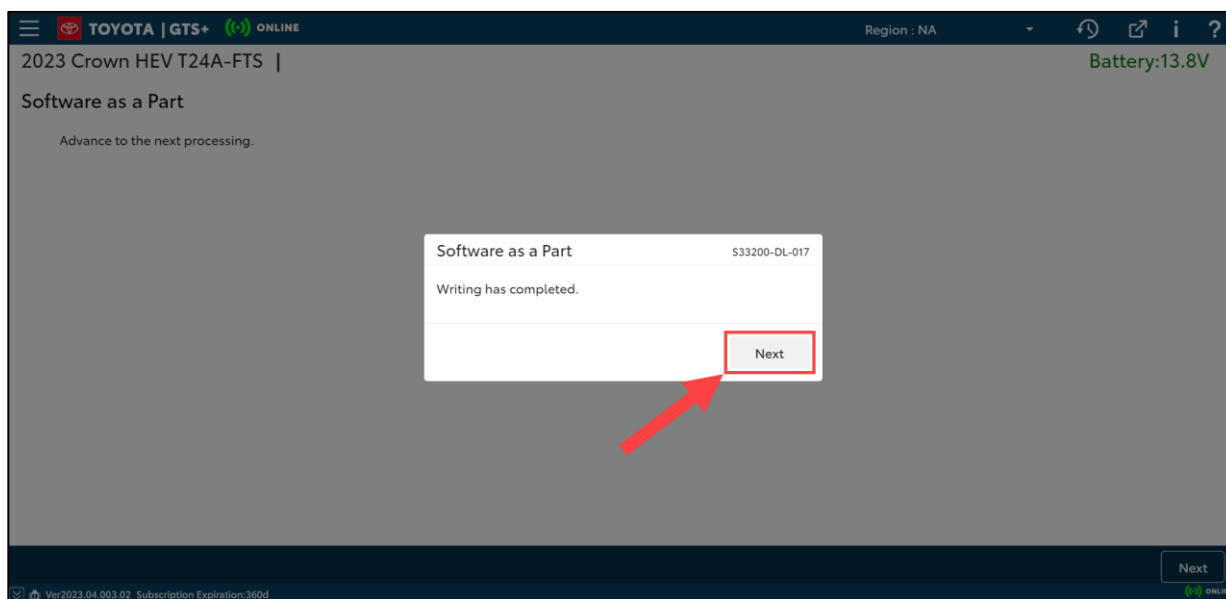 TOYOTA | GTS+ ((·)) ONLINE Region : NA i ?
2023 Crown HEV T24A-FTS | Battery:13.8V
Software as a Part
Advance to the next processing.
Software as a Part S33200-DL-017
Writing has completed.
Next
Next
Ver2023.04.003.02 Subscription Expiration:360d